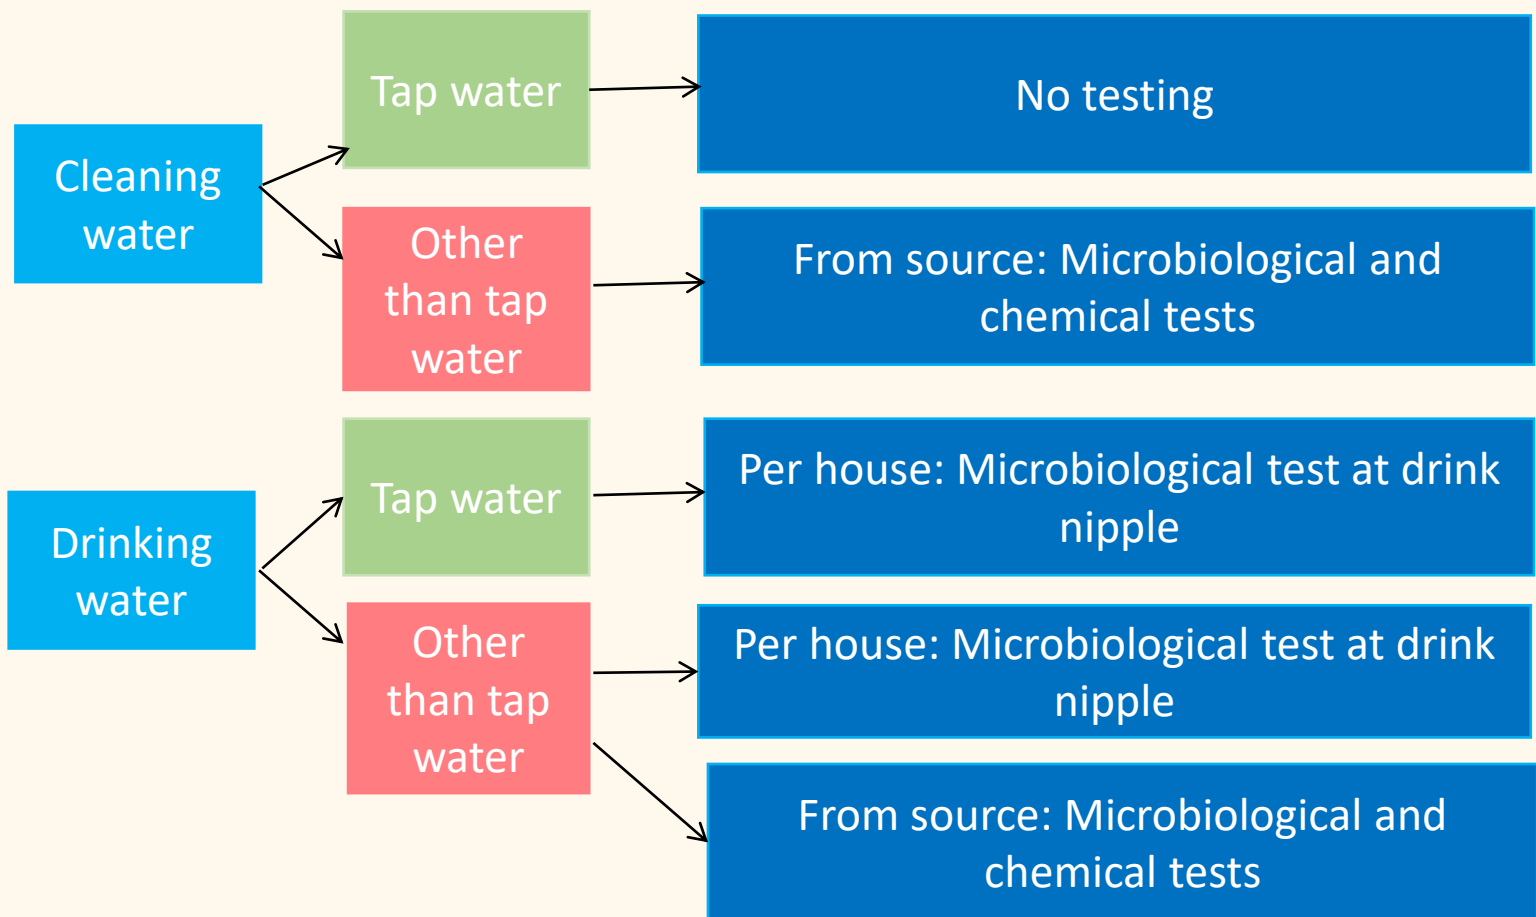 Cleaning
water
Tap water
No testing
Other
than tap
water
From source: Microbiological and
chemical tests
Drinking
water
Tap water
Per house: Microbiological test at drink
nipple
Other
than tap
water
Per house: Microbiological test at drink
nipple
From source: Microbiological and
chemical tests